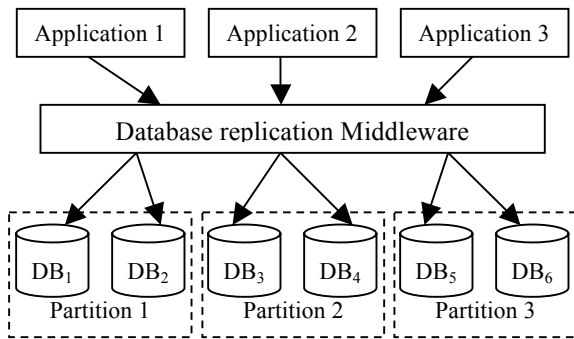 Application 1 Application 2 Application 3
Database replication Middleware
DB₁ DB₂ DB₃ DB₄ DB₅ DB₆
Partition 1 Partition 2 Partition 3